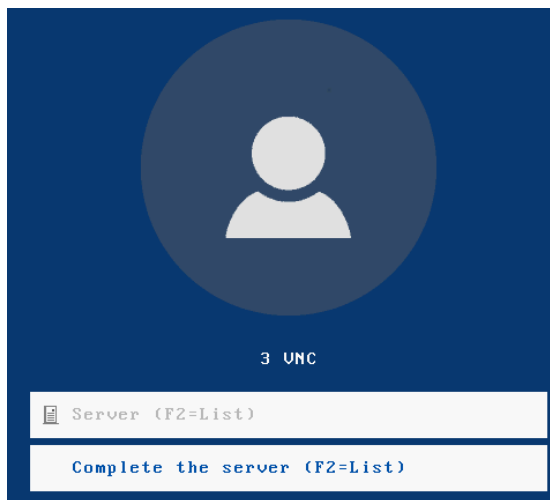 3 VNC
Server (F2=List)
Complete the server (F2=List)